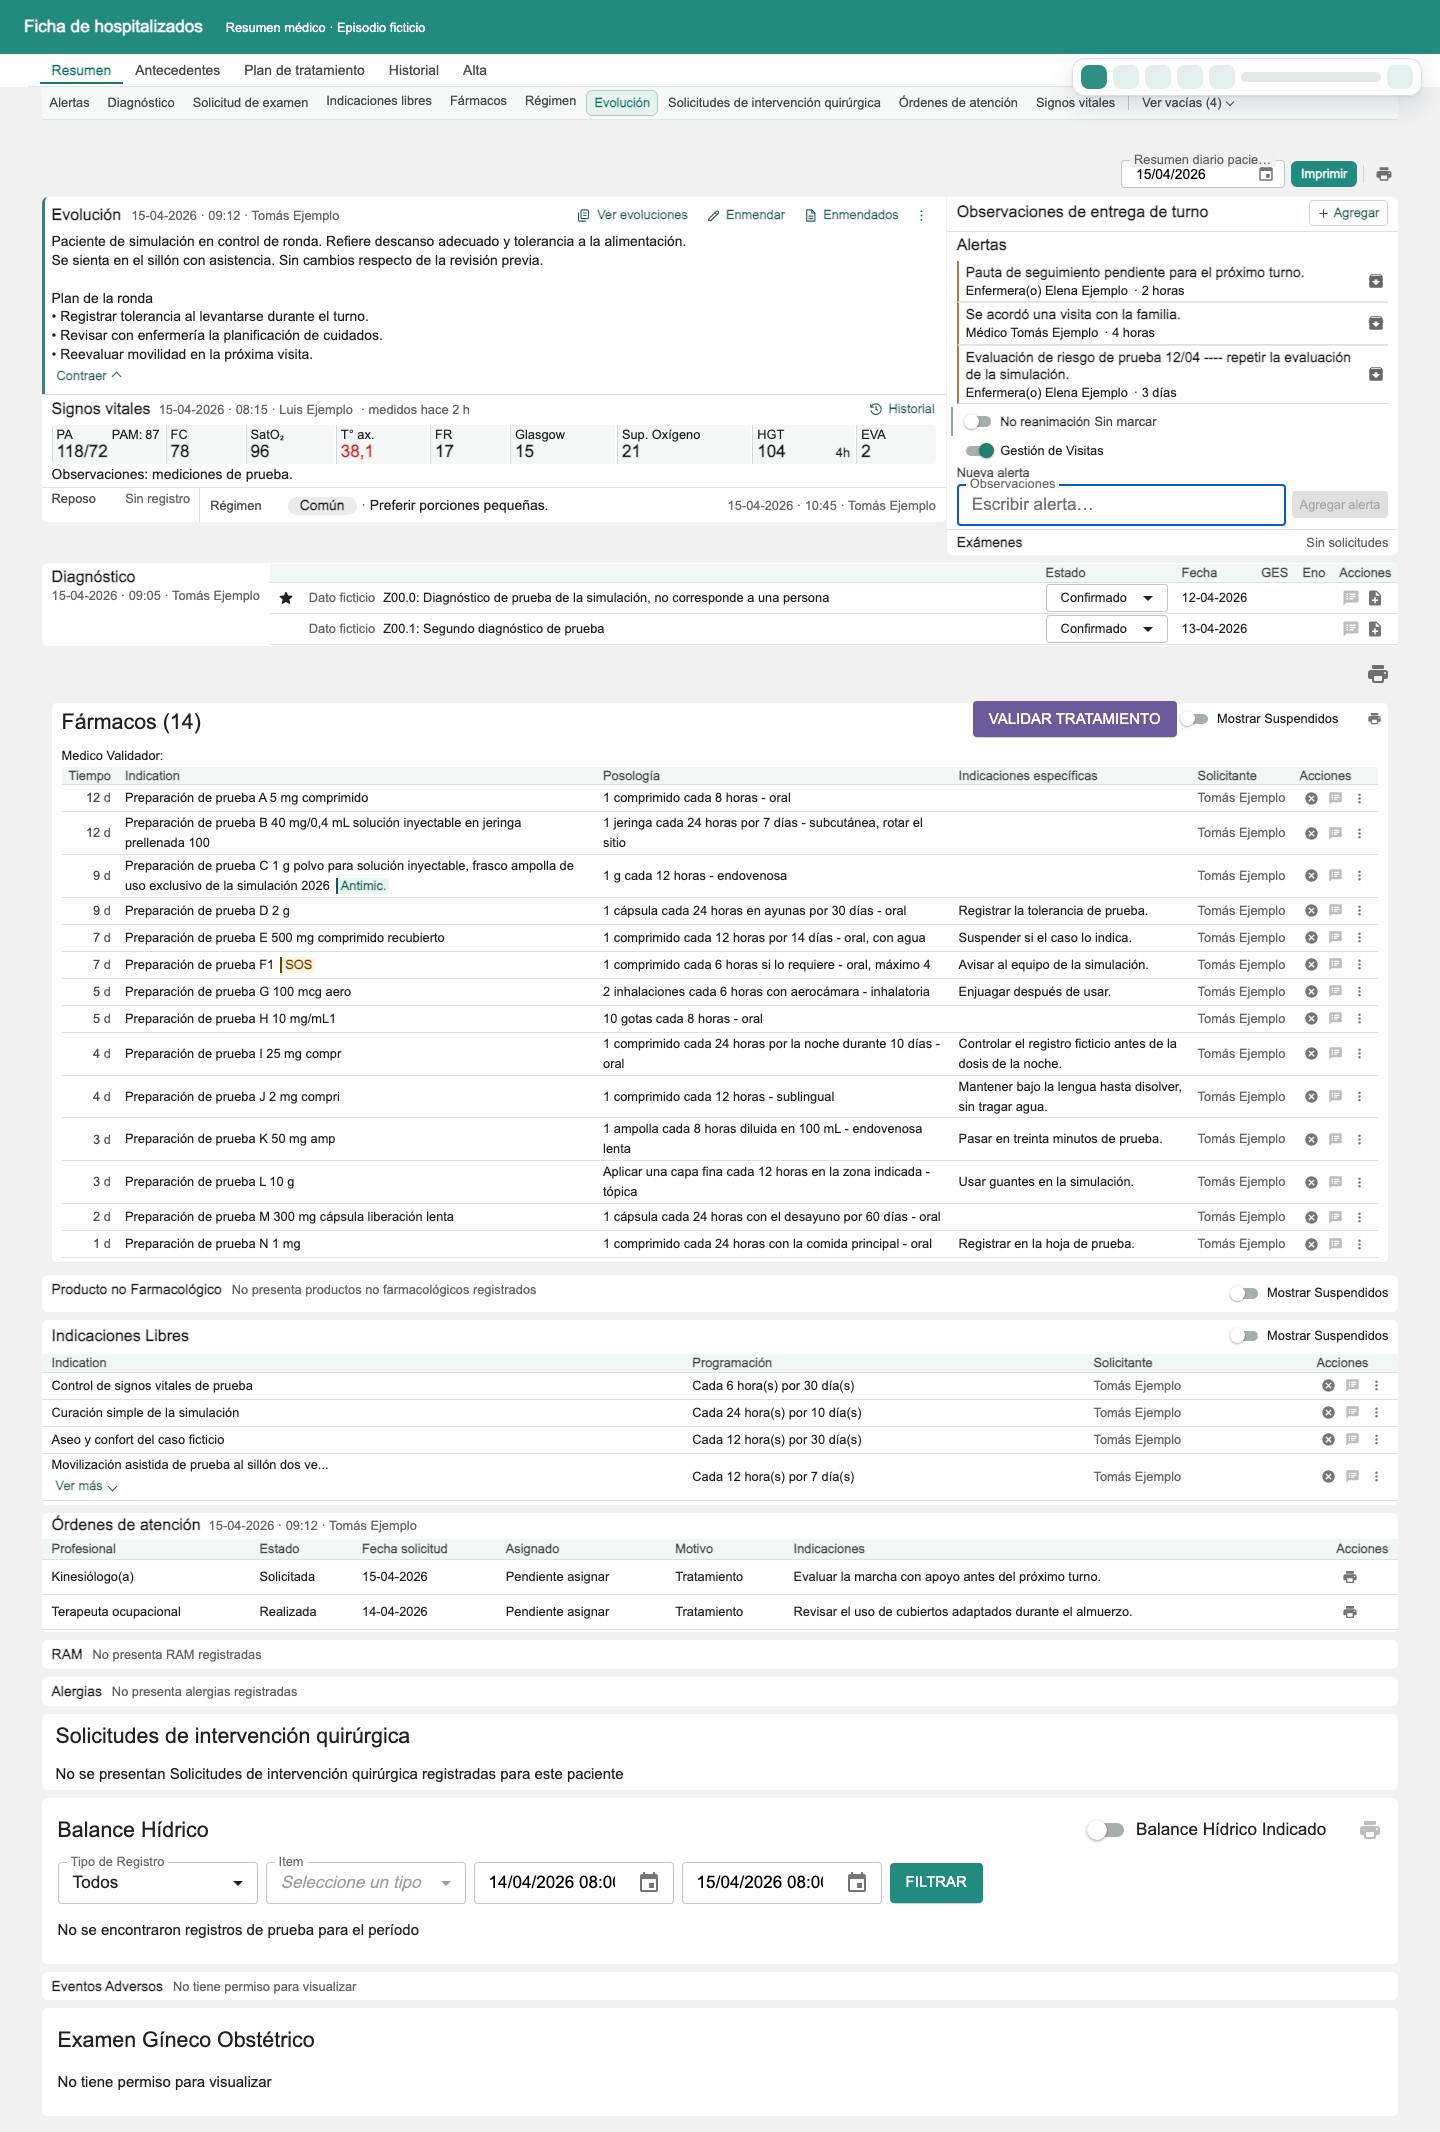 Ficha de hospitalizados Resumen médico · Episodio ficticio
Resumen Antecedentes Plan de tratamiento Historial Alta
Alertas Diagnóstico Solicitud de examen Indicaciones libres Fármacos Régimen Evolución Solicitudes de intervención quirúrgica Órdenes de atención Signos vitales Ver vacías (4)
Resumen diario pacie...
15/04/2026 Imprimir
Evolución 15-04-2026 · 09:12 · Tomás Ejemplo Ver evoluciones Enmendar Enmendados
Paciente de simulación en control de ronda. Refiere descanso adecuado y tolerancia a la alimentación.
Se sienta en el sillón con asistencia. Sin cambios respecto de la revisión previa.
Plan de la ronda
• Registrar tolerancia al levantarse durante el turno.
• Revisar con enfermería la planificación de cuidados.
• Reevaluar movilidad en la próxima visita.
Contraer
Signos vitales 15-04-2026 · 08:15 · Luis Ejemplo · medidos hace 2 h Historial
PA PAM: 87 FC SatO₂ T° ax. FR Glasgow Sup. Oxígeno HGT EVA
118/72 78 96 38,1 17 15 21 104 4h 2
Observaciones: mediciones de prueba.
Reposo Sin registro Régimen Común · Preferir porciones pequeñas. 15-04-2026 · 10:45 · Tomás Ejemplo
Observaciones de entrega de turno + Agregar
Alertas
Pauta de seguimiento pendiente para el próximo turno.
Enfermera(o) Elena Ejemplo · 2 horas
Se acordó una visita con la familia.
Médico Tomás Ejemplo · 4 horas
Evaluación de riesgo de prueba 12/04 ---- repetir la evaluación
de la simulación.
Enfermera(o) Elena Ejemplo · 3 días
No reanimación Sin marcar
Gestión de Visitas
Nueva alerta
Observaciones
Escribir alerta... Agregar alerta
Exámenes Sin solicitudes
Diagnóstico
15-04-2026 · 09:05 · Tomás Ejemplo
Estado Fecha GES Eno Acciones
Dato ficticio Z00.0: Diagnóstico de prueba de la simulación, no corresponde a una persona Confirmado 12-04-2026
Dato ficticio Z00.1: Segundo diagnóstico de prueba Confirmado 13-04-2026
Fármacos (14) VALIDAR TRATAMIENTO Mostrar Suspendidos
Medico Validador:
Tiempo Indication Posología Indicaciones específicas Solicitante Acciones
12 d Preparación de prueba A 5 mg comprimido 1 comprimido cada 8 horas - oral Tomás Ejemplo
12 d Preparación de prueba B 40 mg/0,4 mL solución inyectable en jeringa prellenada 100 1 jeringa cada 24 horas por 7 días - subcutánea, rotar el sitio Tomás Ejemplo
9 d Preparación de prueba C 1 g polvo para solución inyectable, frasco ampolla de uso exclusivo de la simulación 2026 Antimic. 1 g cada 12 horas - endovenosa Tomás Ejemplo
9 d Preparación de prueba D 2 g 1 cápsula cada 24 horas en ayunas por 30 días - oral Registrar la tolerancia de prueba. Tomás Ejemplo
7 d Preparación de prueba E 500 mg comprimido recubierto 1 comprimido cada 12 horas por 14 días - oral, con agua Suspender si el caso lo indica. Tomás Ejemplo
7 d Preparación de prueba F1 SOS 1 comprimido cada 6 horas si lo requiere - oral, máximo 4 Avisar al equipo de la simulación. Tomás Ejemplo
5 d Preparación de prueba G 100 mcg aero 2 inhalaciones cada 6 horas con aerocámara - inhalatoria Enjuagar después de usar. Tomás Ejemplo
5 d Preparación de prueba H 10 mg/mL1 10 gotas cada 8 horas - oral Tomás Ejemplo
4 d Preparación de prueba I 25 mg compr 1 comprimido cada 24 horas por la noche durante 10 días - oral Controlar el registro ficticio antes de la dosis de la noche. Tomás Ejemplo
4 d Preparación de prueba J 2 mg compri 1 comprimido cada 12 horas - sublingual Mantener bajo la lengua hasta disolver, sin tragar agua. Tomás Ejemplo
3 d Preparación de prueba K 50 mg amp 1 ampolla cada 8 horas diluida en 100 mL - endovenosa lenta Pasar en treinta minutos de prueba. Tomás Ejemplo
3 d Preparación de prueba L 10 g Aplicar una capa fina cada 12 horas en la zona indicada - tópica Usar guantes en la simulación. Tomás Ejemplo
2 d Preparación de prueba M 300 mg cápsula liberación lenta 1 cápsula cada 24 horas con el desayuno por 60 días - oral Tomás Ejemplo
1 d Preparación de prueba N 1 mg 1 comprimido cada 24 horas con la comida principal - oral Registrar en la hoja de prueba. Tomás Ejemplo
Producto no Farmacológico No presenta productos no farmacológicos registrados Mostrar Suspendidos
Indicaciones Libres Mostrar Suspendidos
Indication Programación Solicitante Acciones
Control de signos vitales de prueba Cada 6 hora(s) por 30 día(s) Tomás Ejemplo
Curación simple de la simulación Cada 24 hora(s) por 10 día(s) Tomás Ejemplo
Aseo y confort del caso ficticio Cada 12 hora(s) por 30 día(s) Tomás Ejemplo
Movilización asistida de prueba al sillón dos ve... Cada 12 hora(s) por 7 día(s) Tomás Ejemplo
Ver más
Órdenes de atención 15-04-2026 · 09:12 · Tomás Ejemplo
Profesional Estado Fecha solicitud Asignado Motivo Indicaciones Acciones
Kinesiólogo(a) Solicitada 15-04-2026 Pendiente asignar Tratamiento Evaluar la marcha con apoyo antes del próximo turno.
Terapeuta ocupacional Realizada 14-04-2026 Pendiente asignar Tratamiento Revisar el uso de cubiertos adaptados durante el almuerzo.
RAM No presenta RAM registradas
Alergias No presenta alergias registradas
Solicitudes de intervención quirúrgica
No se presentan Solicitudes de intervención quirúrgica registradas para este paciente
Balance Hídrico Balance Hídrico Indicado
Tipo de Registro Item
Todos Seleccione un tipo 14/04/2026 08:00 15/04/2026 08:00 FILTRAR
No se encontraron registros de prueba para el período
Eventos Adversos No tiene permiso para visualizar
Examen Gíneco Obstétrico
No tiene permiso para visualizar